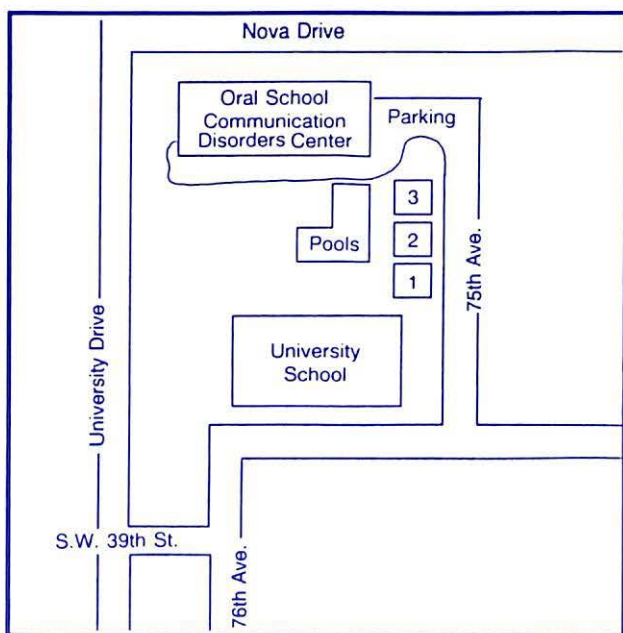 Nova Drive
Oral School
Communication
Disorders Center
Parking
3
2
1
Pools
75th Ave.
University
School
University Drive
S.W. 39th St.
76th Ave.